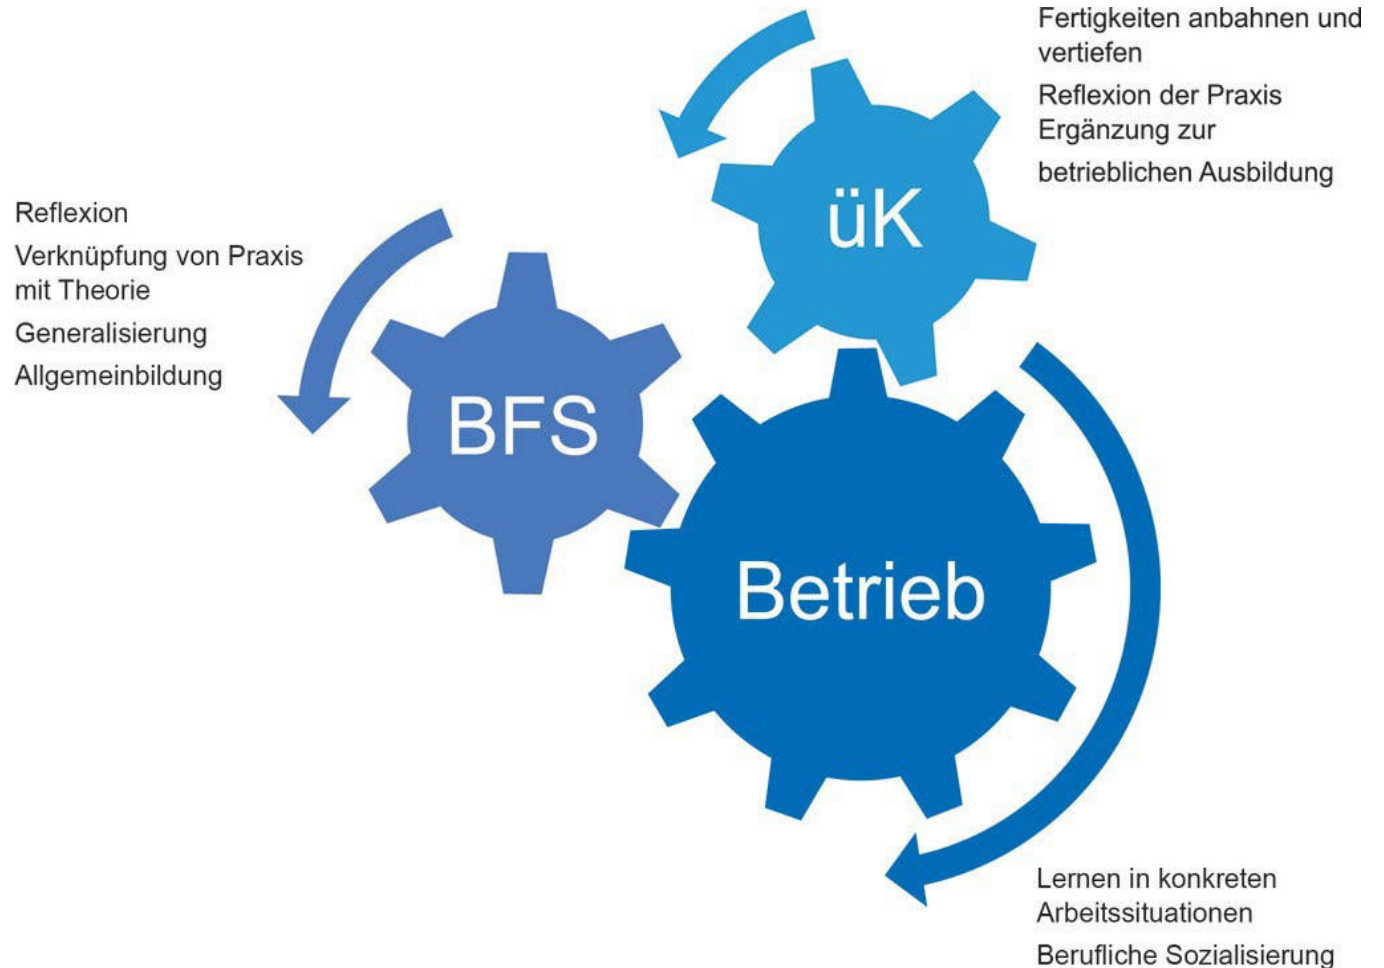 Fertigkeiten anbahnen und
vertiefen
Reflexion der Praxis
Ergänzung zur
betrieblichen Ausbildung
üK
Reflexion
Verknüpfung von Praxis
mit Theorie
Generalisierung
Allgemeinbildung
BFS
Betrieb
Lernen in konkreten
Arbeitssituationen
Berufliche Sozialisierung